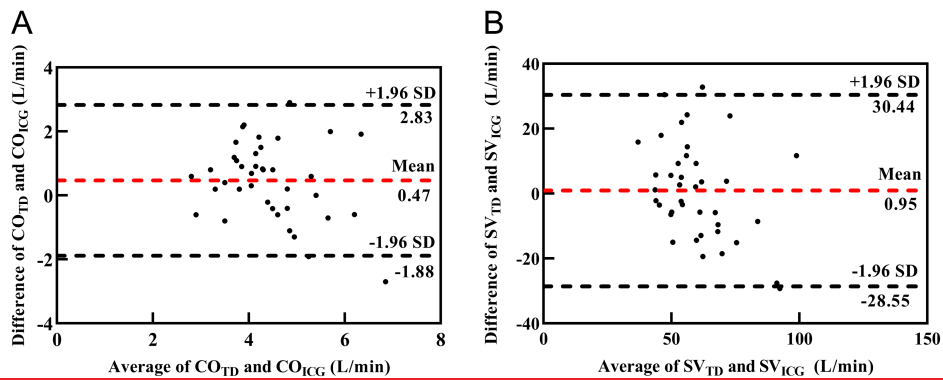 A
Difference of CO_TD and CO_ICG (L/min)
4
2
0
-2
-4
+1.96 SD
2.83
Mean
0.47
-1.96 SD
-1.88
0
2
4
6
8
Average of CO_TD and CO_ICG (L/min)
B
Difference of SV_TD and SV_ICG (L/min)
40
20
0
-20
-40
+1.96 SD
30.44
Mean
0.95
-1.96 SD
-28.55
0
50
100
150
Average of SV_TD and SV_ICG (L/min)